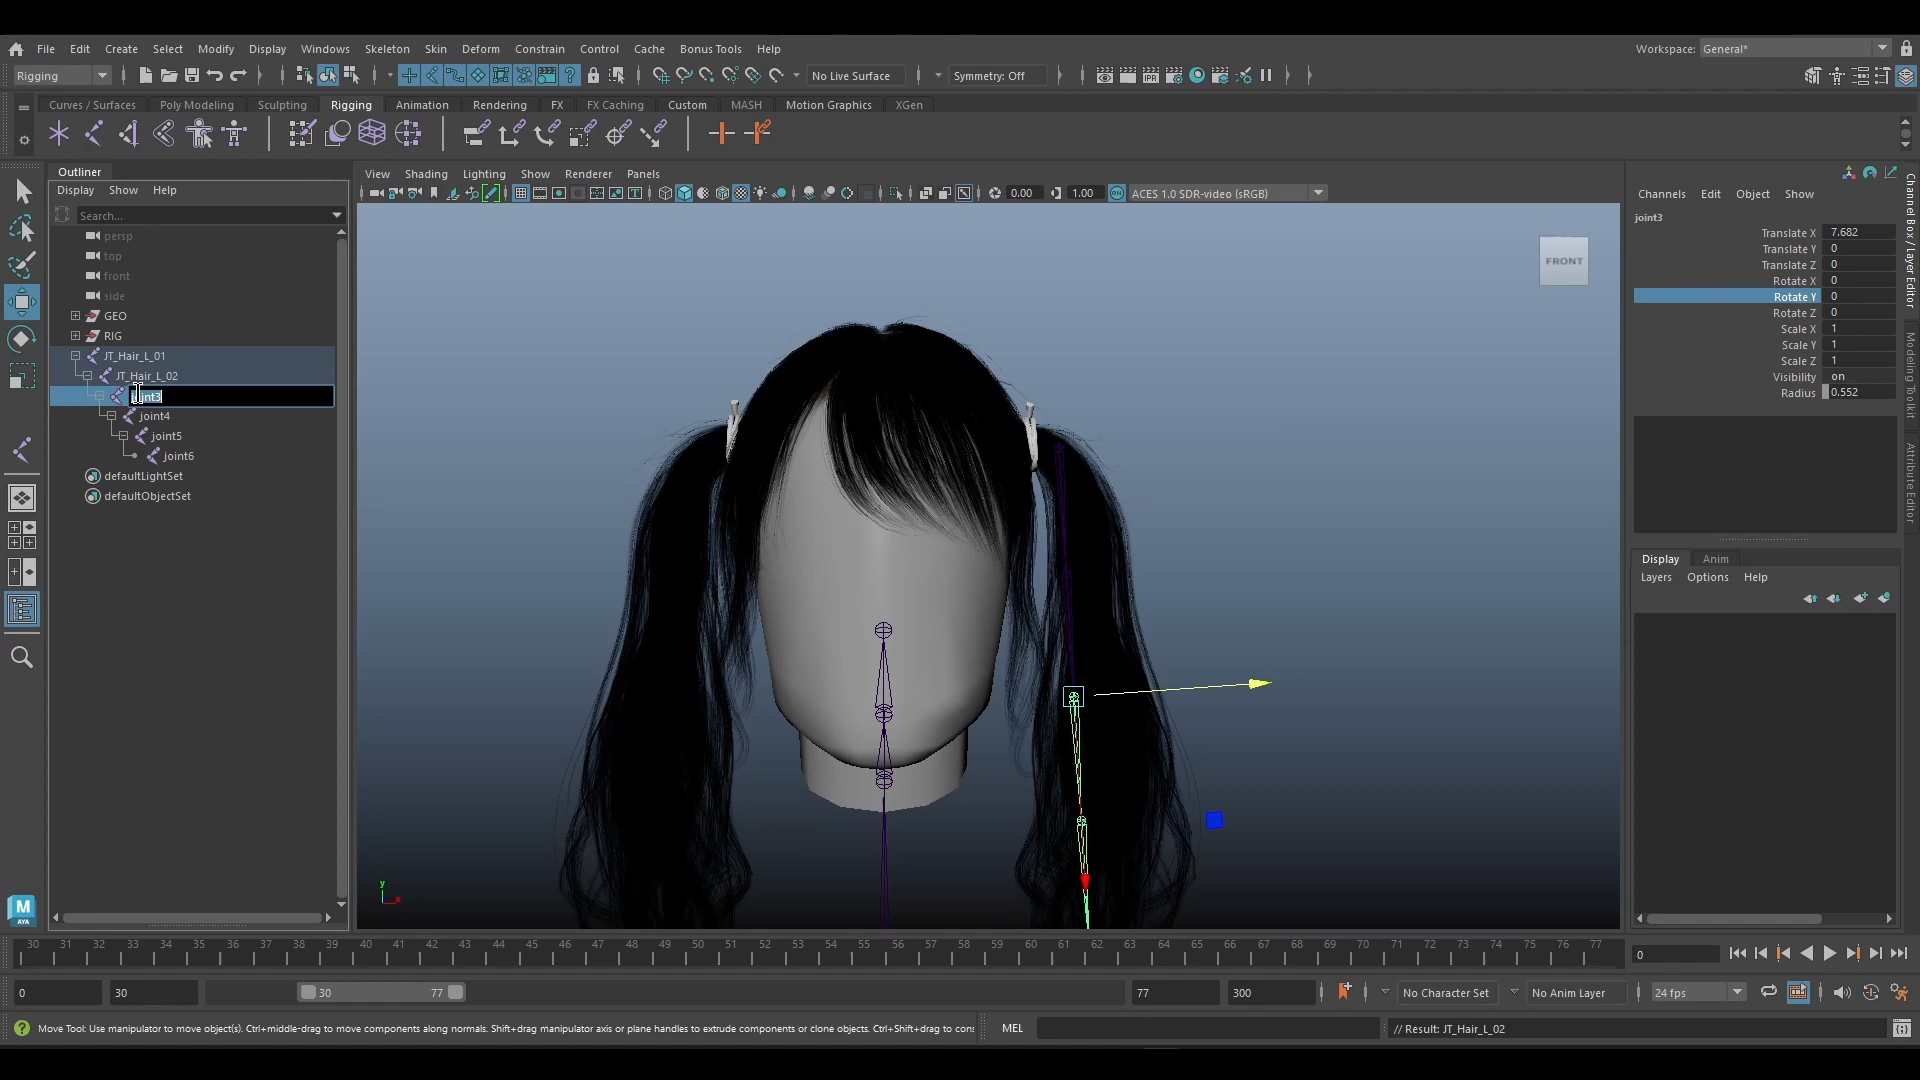 File Edit Create Select Modify Display Windows Skeleton Skin Deform Constrain Control Cache Bonus Tools Help
Workspace: General*
Rigging
No Live Surface
Symmetry: Off
IPR
Curves / Surfaces Poly Modeling Sculpting Rigging Animation Rendering FX FX Caching Custom MASH Motion Graphics XGen
Outliner
Display Show Help
Search...
persp
top
front
side
GEO
RIG
JT_Hair_L_01
JT_Hair_L_02
joint3
joint4
joint5
joint6
defaultLightSet
defaultObjectSet
View Shading Lighting Show Renderer Panels
0.00
1.00
ON
ACES 1.0 SDR-video (sRGB)
FRONT
y
x
Channels Edit Object Show
joint3
Translate X 7.682
Translate Y 0
Translate Z 0
Rotate X 0
Rotate Y 0
Rotate Z 0
Scale X 1
Scale Y 1
Scale Z 1
Visibility on
Radius 0.552
Channel Box / Layer Editor
Modeling Toolkit
Attribute Editor
Display Anim
Layers Options Help
M
AYA
30 31 32 33 34 35 36 37 38 39 40 41 42 43 44 45 46 47 48 49 50 51 52 53 54 55 56 57 58 59 60 61 62 63 64 65 66 67 68 69 70 71 72 73 74 75 76 77
0
0 30 30 77 77 300
No Character Set
No Anim Layer
24 fps
Move Tool: Use manipulator to move object(s). Ctrl+middle-drag to move components along normals. Shift+drag manipulator axis or plane handles to extrude components or clone objects. Ctrl+Shift+drag to con
MEL
// Result: JT_Hair_L_02